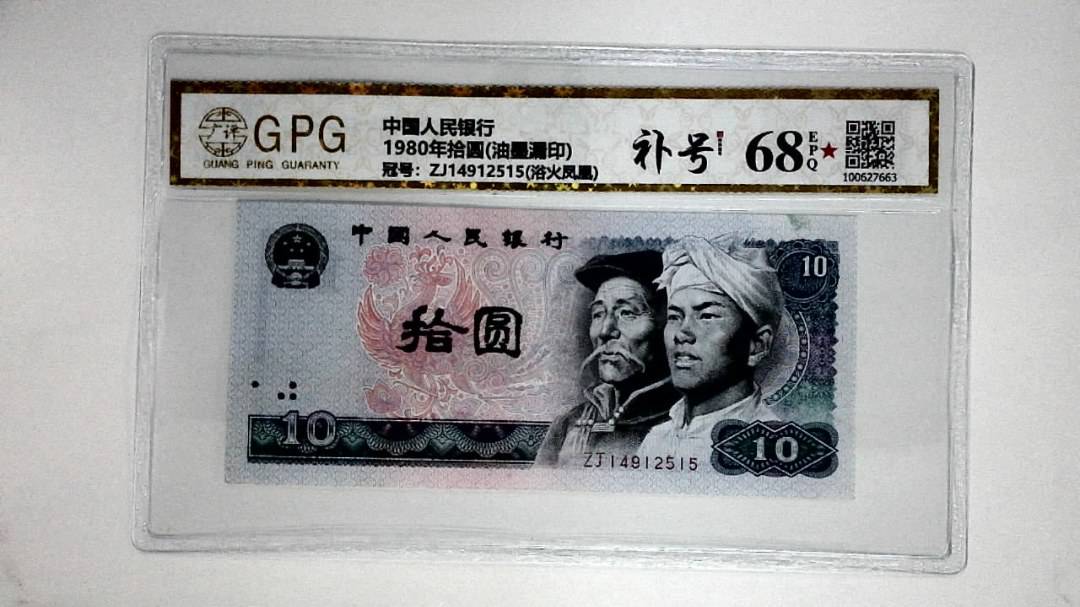 GPG
GUANG PING GUARANTY
中国人民银行
1980年拾圆(油墨漏印)
冠号：ZJ14912515(浴火凤凰)
补号
68
EPQ★
100627663
中國人民银行
10
拾圆
10
ZJ14912515
10